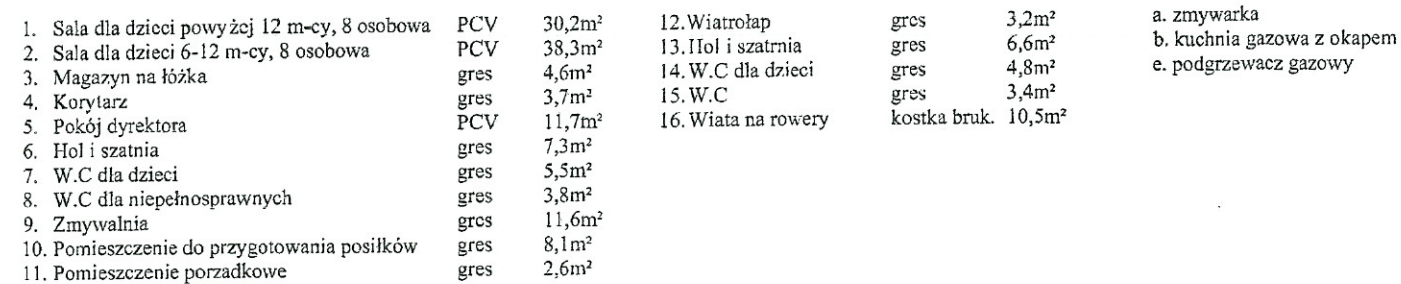 1. Sala dla dzieci powyżej 12 m-cy, 8 osobowa PCV 30,2m²
2. Sala dla dzieci 6-12 m-cy, 8 osobowa PCV 38,3m²
3. Magazyn na łóżka gres 4,6m²
4. Korytarz gres 3,7m²
5. Pokój dyrektora PCV 11,7m²
6. Hol i szatnia gres 7,3m²
7. W.C dla dzieci gres 5,5m²
8. W.C dla niepełnosprawnych gres 3,8m²
9. Zmywalnia gres 11,6m²
10. Pomieszczenie do przygotowania posiłków gres 8,1m²
11. Pomieszczenie porzadkowe gres 2,6m²
12. Wiatrołap gres 3,2m²
13. Hol i szatrnia gres 6,6m²
14. W.C dla dzieci gres 4,8m²
15. W.C gres 3,4m²
16. Wiata na rowery kostka bruk. 10,5m²
a. zmywarka
b. kuchnia gazowa z okapem
e. podgrzewacz gazowy